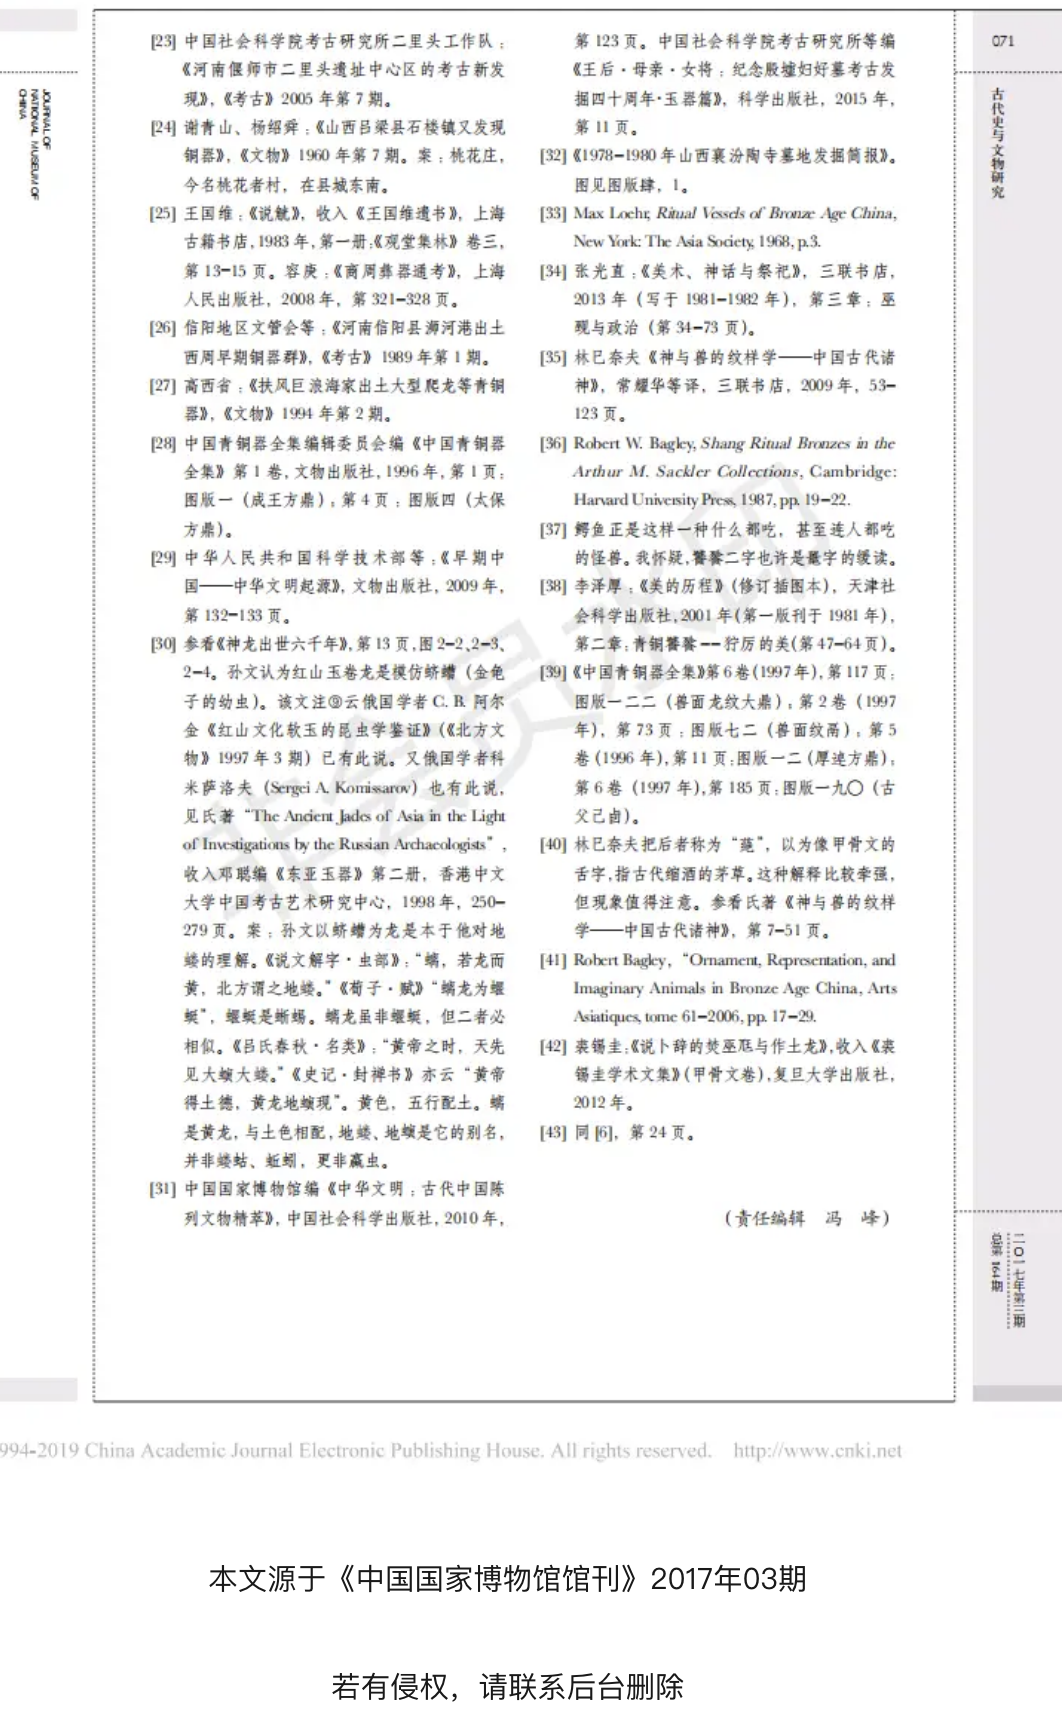 JOURNAL OF
NATIONAL MUSEUM OF
CHINA
[23] 中国社会科学院考古研究所二里头工作队：
《河南偃师市二里头遗址中心区的考古新发
现》，《考古》2005 年第 7 期。
[24] 谢青山、杨绍舜：《山西吕梁县石楼镇又发现
铜器》，《文物》1960 年第 7 期。案：桃花庄，
今名桃花者村，在县城东南。
[25] 王国维：《说觥》，收入《王国维遗书》，上海
古籍书店，1983 年，第一册：《观堂集林》卷三，
第 13-15 页。容庚：《商周彝器通考》，上海
人民出版社，2008 年，第 321-328 页。
[26] 信阳地区文管会等：《河南信阳县浉河港出土
西周早期铜器群》，《考古》1989 年第 1 期。
[27] 高西省：《扶风巨浪海家出土大型爬龙等青铜
器》，《文物》1994 年第 2 期。
[28] 中国青铜器全集编辑委员会编《中国青铜器
全集》第 1 卷，文物出版社，1996 年，第 1 页：
图版一（成王方鼎）；第 4 页：图版四（太保
方鼎）。
[29] 中华人民共和国科学技术部等：《早期中
国——中华文明起源》，文物出版社，2009 年，
第 132-133 页。
[30] 参看《神龙出世六千年》，第 13 页，图 2-2、2-3、
2-4。孙文认为红山玉卷龙是模仿蛴螬（金龟
子的幼虫）。该文注⑨云俄国学者 C. B. 阿尔
金《红山文化软玉的昆虫学鉴证》（《北方文
物》1997 年 3 期）已有此说。又俄国学者科
米萨洛夫（Sergei A. Komissarov）也有此说，
见氏著“The Ancient Jades of Asia in the Light
of Investigations by the Russian Archaeologists”，
收入邓聪编《东亚玉器》第二册，香港中文
大学中国考古艺术研究中心，1998 年，250-
279 页。案：孙文以蛴螬为龙是本于他对地
蝼的理解。《说文解字·虫部》：“螭，若龙而
黄，北方谓之地蝼。”《荀子·赋》“螭龙为蝘
蜓”，蝘蜓是蜥蜴。螭龙虽非蝘蜓，但二者必
相似。《吕氏春秋·名类》：“黄帝之时，天先
见大螾大蝼。”《史记·封禅书》亦云“黄帝
得土德，黄龙地螾现”。黄色，五行配土。螭
是黄龙，与土色相配，地蝼、地螾是它的别名，
并非蝼蛄、蚯蚓，更非蠃虫。
[31] 中国国家博物馆编《中华文明：古代中国陈
列文物精萃》，中国社会科学出版社，2010 年，
第 123 页。中国社会科学院考古研究所等编
《王后·母亲·女将：纪念殷墟妇好墓考古发
掘四十周年·玉器篇》，科学出版社，2015 年，
第 11 页。
[32] 《1978-1980 年山西襄汾陶寺墓地发掘简报》。
图见图版肆，1。
[33] Max Loehr, Ritual Vessels of Bronze Age China,
New York: The Asia Society, 1968, p.3.
[34] 张光直：《美术、神话与祭祀》，三联书店，
2013 年（写于 1981-1982 年），第三章：巫
觋与政治（第 34-73 页）。
[35] 林巳奈夫《神与兽的纹样学——中国古代诸
神》，常耀华等译，三联书店，2009 年，53-
123 页。
[36] Robert W. Bagley, Shang Ritual Bronzes in the
Arthur M. Sackler Collections, Cambridge:
Harvard University Press, 1987, pp. 19-22.
[37] 鳄鱼正是这样一种什么都吃，甚至连人都吃
的怪兽。我怀疑，饕餮二字也许是鼍字的缓读。
[38] 李泽厚：《美的历程》（修订插图本），天津社
会科学出版社，2001 年（第一版刊于 1981 年），
第二章：青铜饕餮--狞厉的美（第 47-64 页）。
[39] 《中国青铜器全集》第 6 卷（1997 年），第 117 页：
图版一二二（兽面龙纹大鼎）；第 2 卷（1997
年），第 73 页：图版七二（兽面纹鬲）；第 5
卷（1996 年），第 11 页：图版一二（厚趠方鼎）；
第 6 卷（1997 年），第 185 页：图版一九〇（古
父己卣）。
[40] 林巳奈夫把后者称为“蕝”，以为像甲骨文的
舌字，指古代缩酒的茅草。这种解释比较牵强，
但现象值得注意。参看氏著《神与兽的纹样
学——中国古代诸神》，第 7-51 页。
[41] Robert Bagley, “Ornament, Representation, and
Imaginary Animals in Bronze Age China, Arts
Asiatiques, tome 61-2006, pp. 17-29.
[42] 裘锡圭：《说卜辞的焚巫尪与作土龙》，收入《裘
锡圭学术文集》（甲骨文卷），复旦大学出版社，
2012 年。
[43] 同 [6]，第 24 页。
（责任编辑 冯 峰）
071
古代史与文物研究
二〇一七年第三期
总第 164 期
非会员水印
994-2019 China Academic Journal Electronic Publishing House. All rights reserved. http://www.cnki.net
本文源于《中国国家博物馆馆刊》2017年03期
若有侵权，请联系后台删除